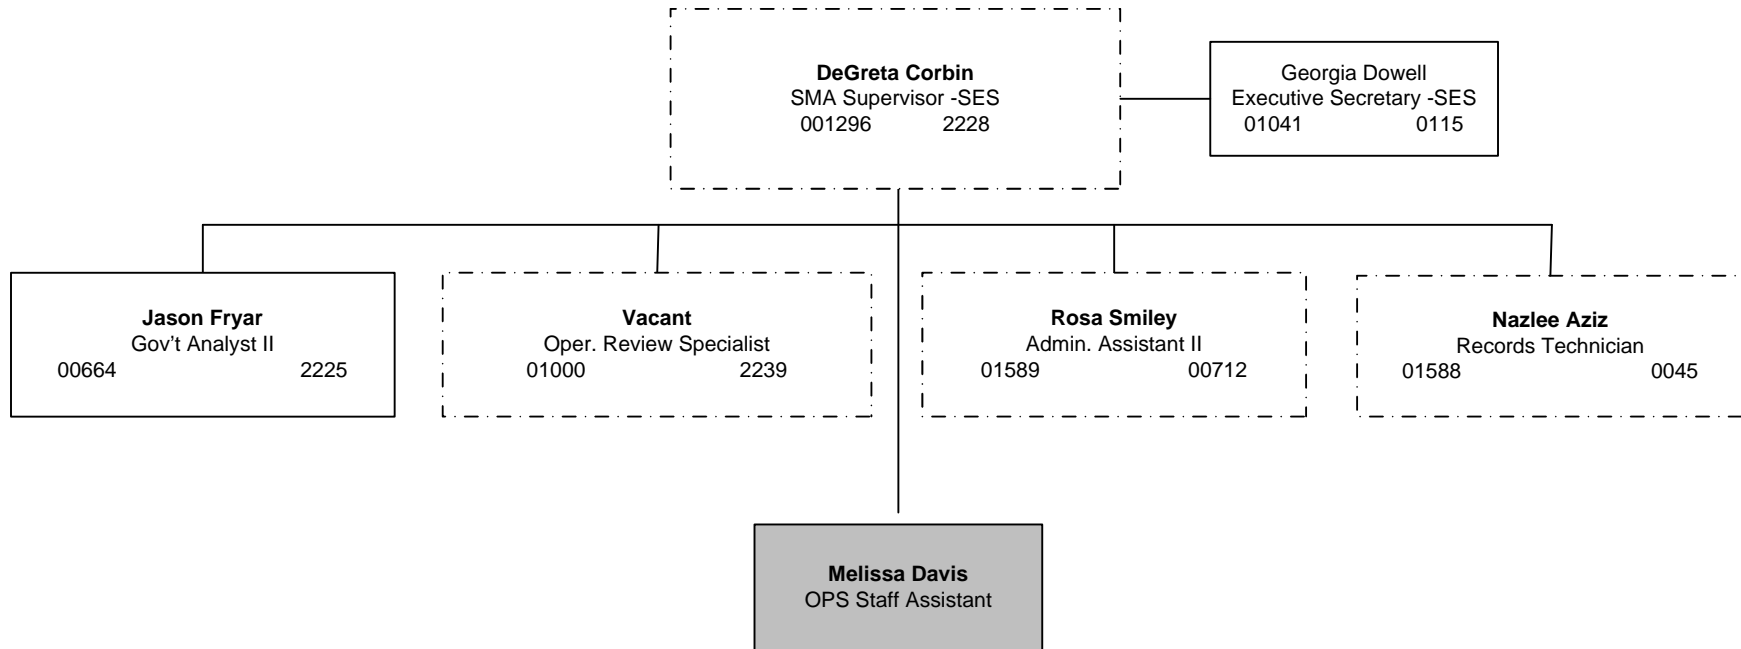 DeGreta Corbin
SMA Supervisor -SES
001296 2228
Georgia Dowell
Executive Secretary -SES
01041 0115
Jason Fryar
Gov’t Analyst II
00664 2225
Vacant
Oper. Review Specialist
01000 2239
Rosa Smiley
Admin. Assistant II
01589 00712
Nazlee Aziz
Records Technician
01588 0045
Melissa Davis
OPS Staff Assistant